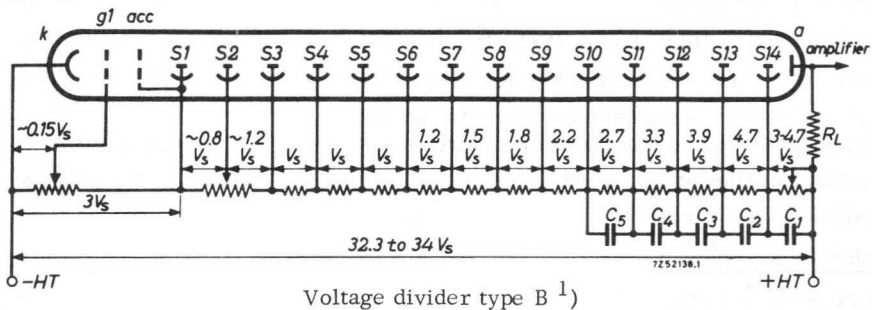 g1 acc
k S1 S2 S3 S4 S5 S6 S7 S8 S9 S10 S11 S12 S13 S14 a amplifier
~0.15Vs ~0.8 Vs ~1.2 Vs Vs Vs Vs 1.2 Vs 1.5 Vs 1.8 Vs 2.2 Vs 2.7 Vs 3.3 Vs 3.9 Vs 4.7 Vs 3~4.7 Vs RL
3Vs
C5 C4 C3 C2 C1
32.3 to 34 Vs
7Z52138.1
-HT +HT
Voltage divider type B 1)